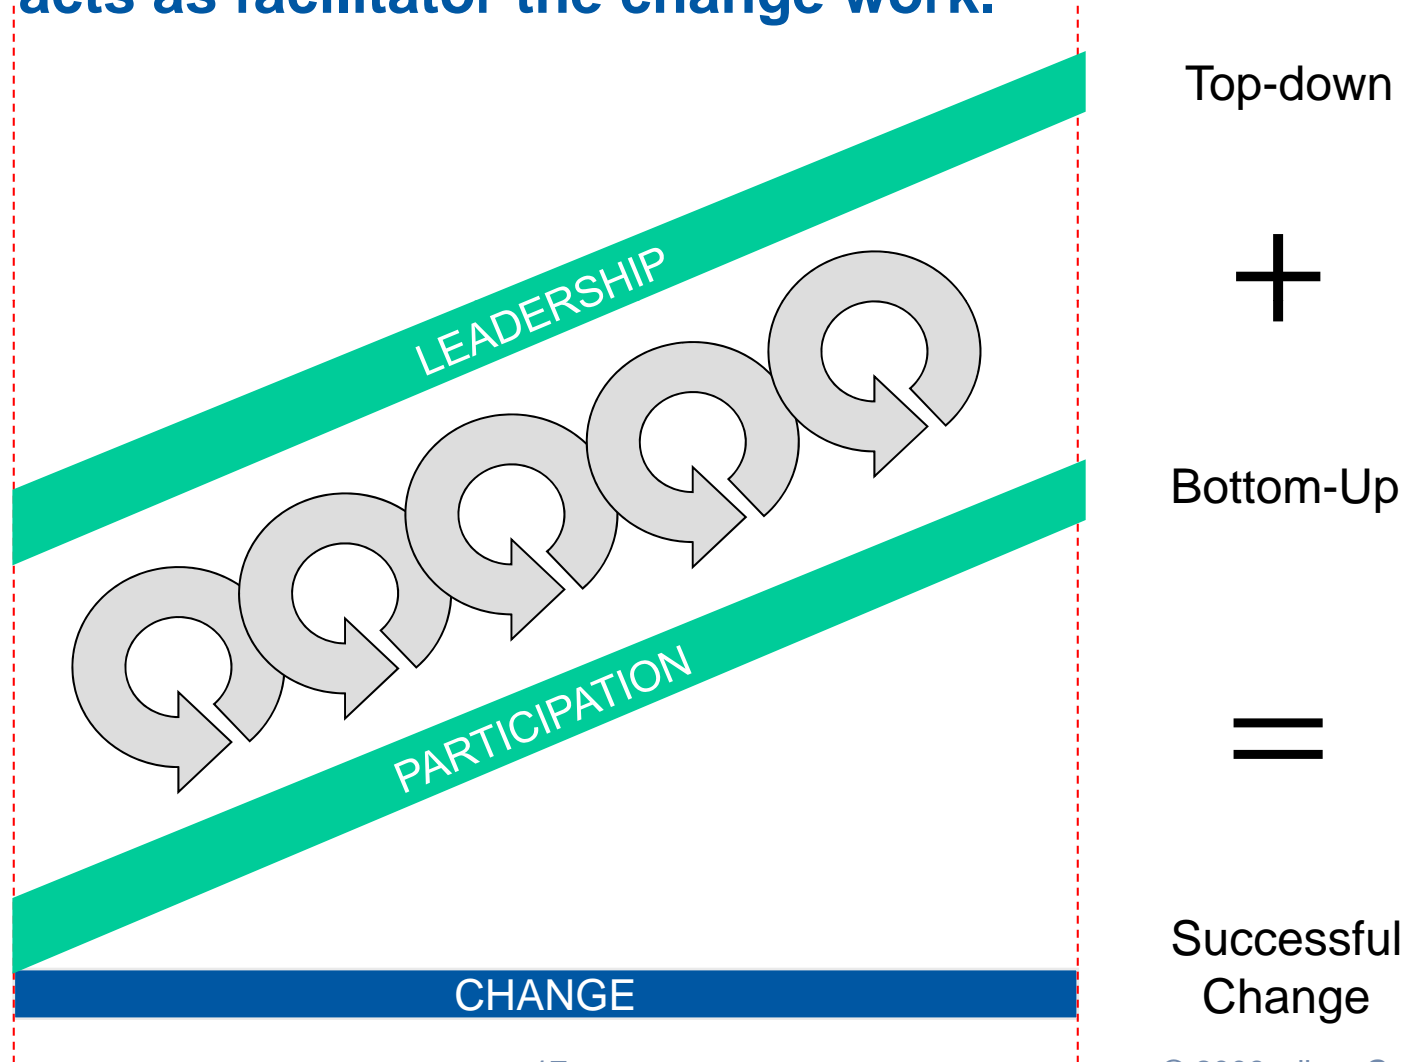 acts as facilitator the change work.
Top-down
+
LEADERSHIP
Bottom-Up
=
PARTICIPATION
Successful
Change
CHANGE